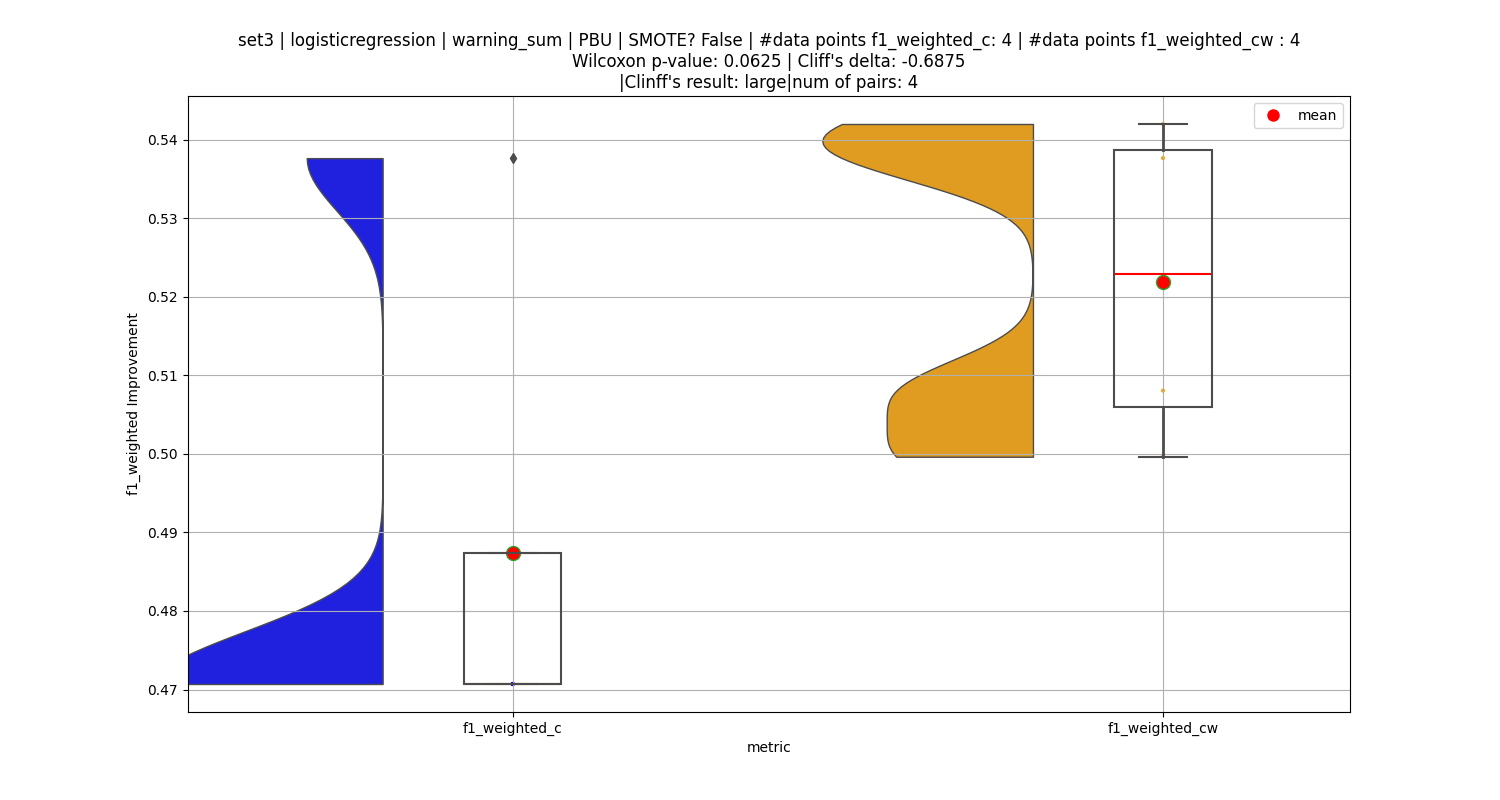 set3 | logisticregression | warning_sum | PBU | SMOTE? False | #data points f1_weighted_c: 4 | #data points f1_weighted_cw : 4
Wilcoxon p-value: 0.0625 | Cliff's delta: -0.6875
|Clinff's result: large|num of pairs: 4
mean
0.54
0.53
0.52
0.51
0.50
0.49
0.48
0.47
f1_weighted Improvement
f1_weighted_c
f1_weighted_cw
metric